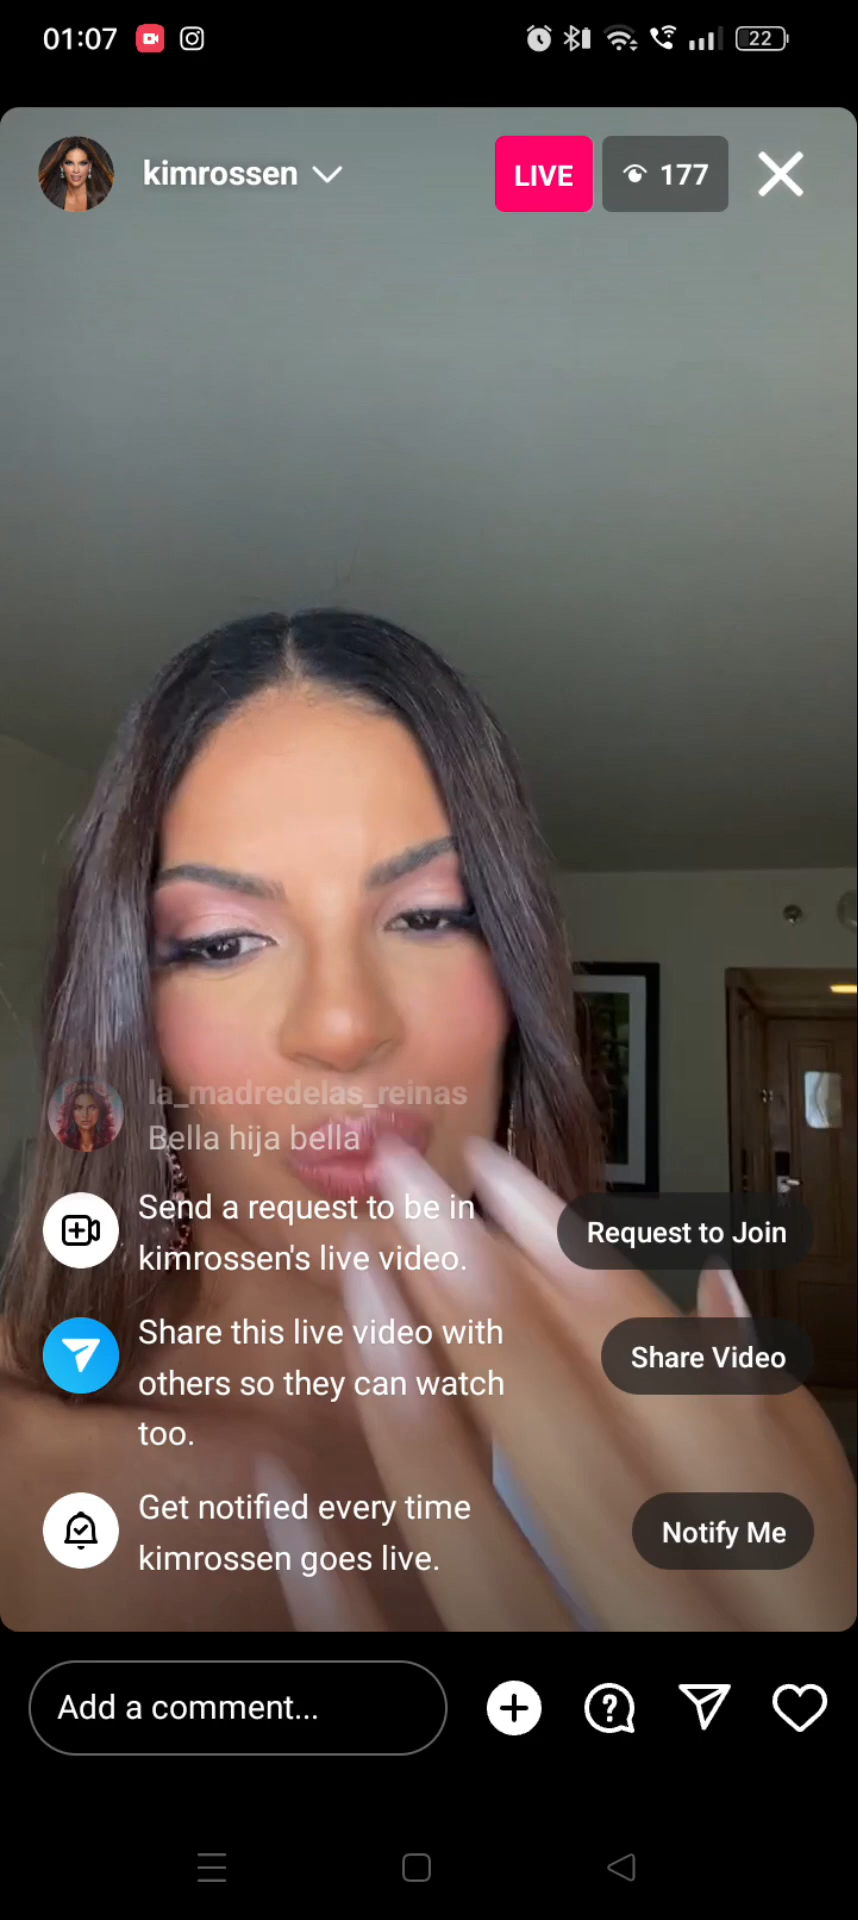 01:07
22
kimrossen
LIVE
177
la_madredelas_reinas
Bella hija bella
Send a request to be in
kimrossen's live video.
Request to Join
Share this live video with
others so they can watch
too.
Share Video
Get notified every time
kimrossen goes live.
Notify Me
Add a comment...